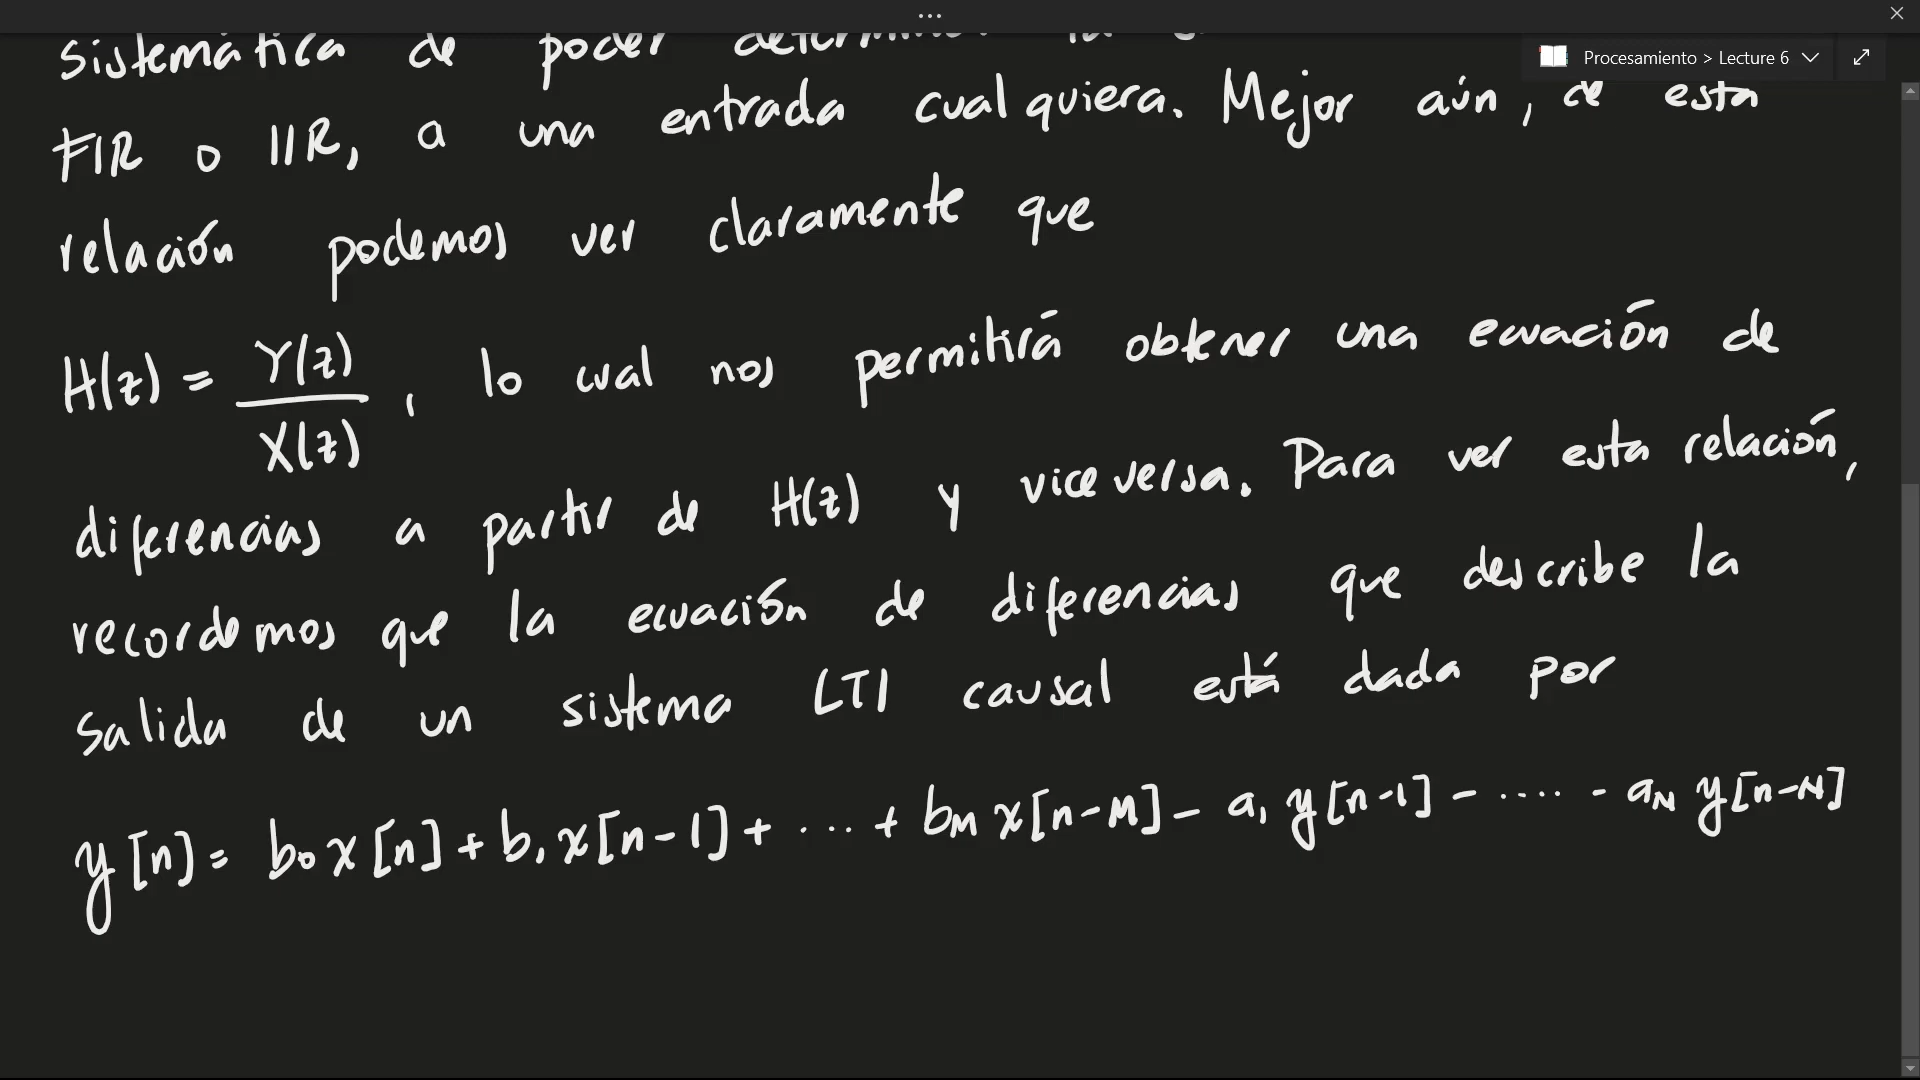 Procesamiento > Lecture 6
sistemática de poder determinar la
FIR o IIR, a una entrada cualquiera. Mejor aún, de esta
relación podemos ver claramente que
H(z) = Y(z) / X(z), lo cual nos permitirá obtener una ecuación de
diferencias a partir de H(z) y viceversa. Para ver esta relación,
recordemos que la ecuación de diferencias que describe la
salida de un sistema LTI causal está dada por
y[n] = b₀x[n] + b₁x[n-1] + ... + b_M x[n-M] - a₁y[n-1] - ..... - a_N y[n-N]